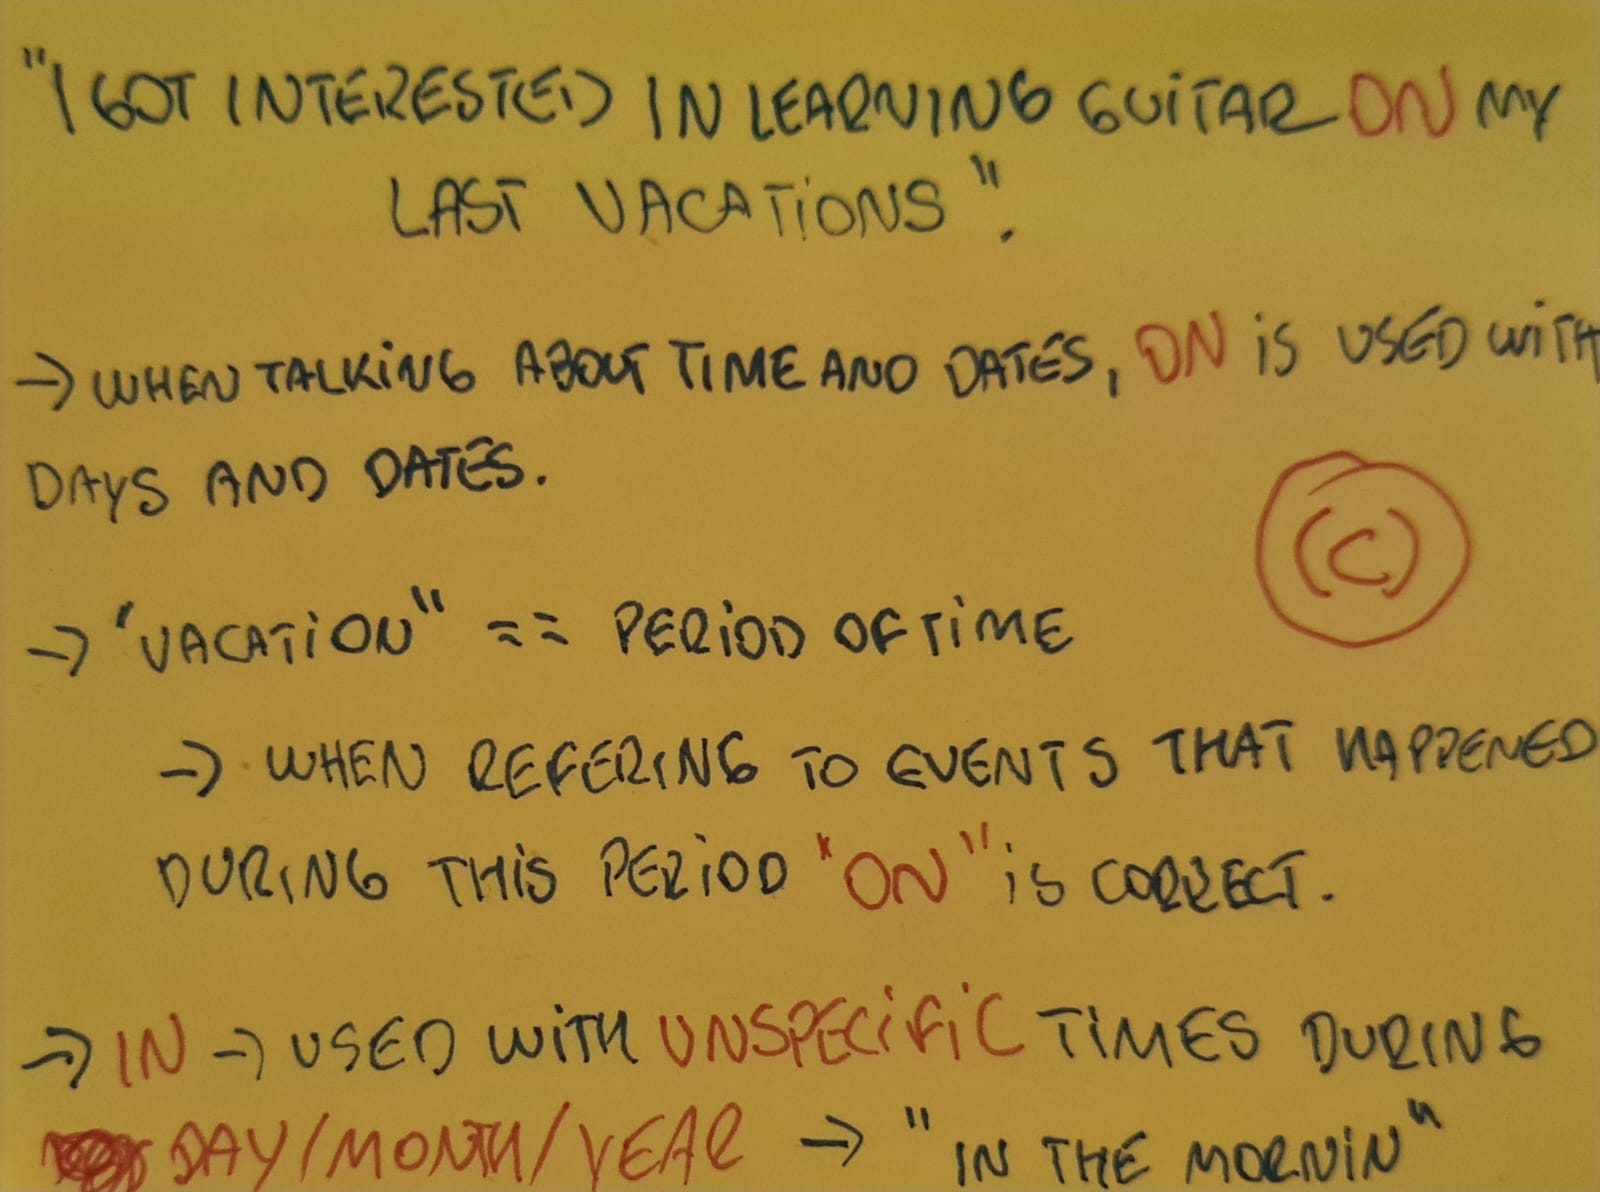 "I GOT INTERESTED IN LEARNING GUITAR ON MY
LAST VACATIONS".
→ WHEN TALKING ABOUT TIME AND DATES, ON IS USED WITH
DAYS AND DATES.
(C)
→ "VACATION" == PERIOD OF TIME
→ WHEN REFERING TO EVENTS THAT HAPPENED
DURING THIS PERIOD "ON" IS CORRECT.
→ IN → USED WITH UNSPECIFIC TIMES DURING
DAY/MONTH/YEAR → "IN THE MORNIN"